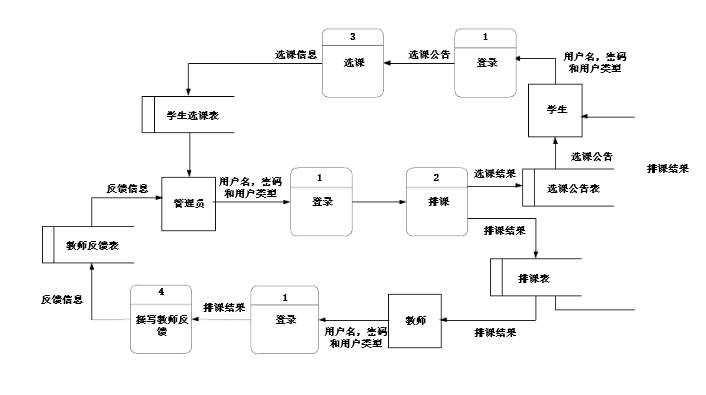 3
选课
选课信息
选课公告
1
登录
用户名，密码
和用户类型
学生
学生选课表
选课公告
排课结果
反馈信息
管理员
用户名，密码
和用户类型
1
登录
2
排课
选课结果
选课公告表
排课结果
教师反馈表
排课表
反馈信息
4
撰写教师反
馈
排课结果
1
登录
用户名，密码
和用户类型
教师
排课结果